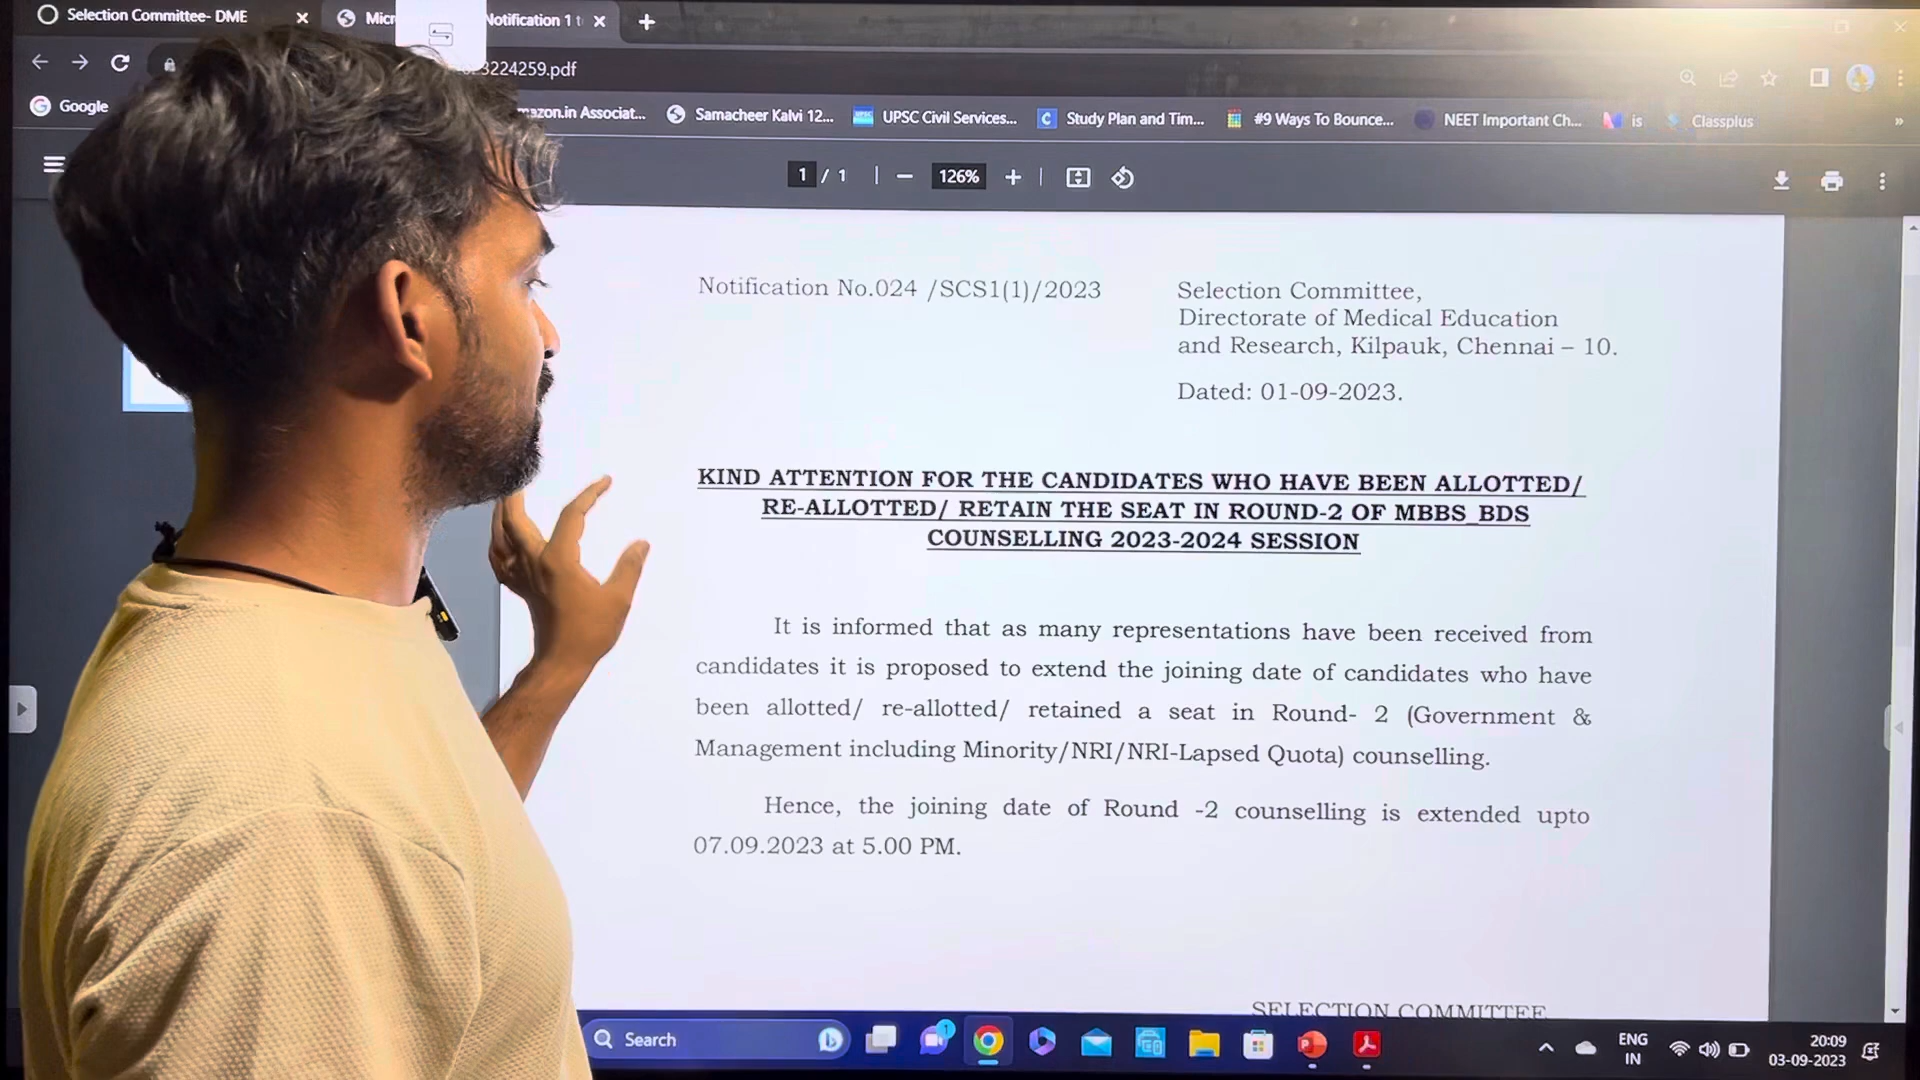 Selection Committee- DME
Micr
Notification 1 t
3224259.pdf
Google
mazon.in Associat...
Samacheer Kalvi 12...
UPSC Civil Services...
Study Plan and Tim...
#9 Ways To Bounce...
NEET Important Ch...
is
Classplus
»
1 / 1
126%
Notification No.024 /SCS1(1)/2023
Selection Committee,
Directorate of Medical Education
and Research, Kilpauk, Chennai – 10.
Dated: 01-09-2023.
KIND ATTENTION FOR THE CANDIDATES WHO HAVE BEEN ALLOTTED/
RE-ALLOTTED/ RETAIN THE SEAT IN ROUND-2 OF MBBS_BDS
COUNSELLING 2023-2024 SESSION
It is informed that as many representations have been received from
candidates it is proposed to extend the joining date of candidates who have
been allotted/ re-allotted/ retained a seat in Round- 2 (Government &
Management including Minority/NRI/NRI-Lapsed Quota) counselling.
Hence, the joining date of Round -2 counselling is extended upto
07.09.2023 at 5.00 PM.
SELECTION COMMITTEE
Search
ENG
IN
20:09
03-09-2023